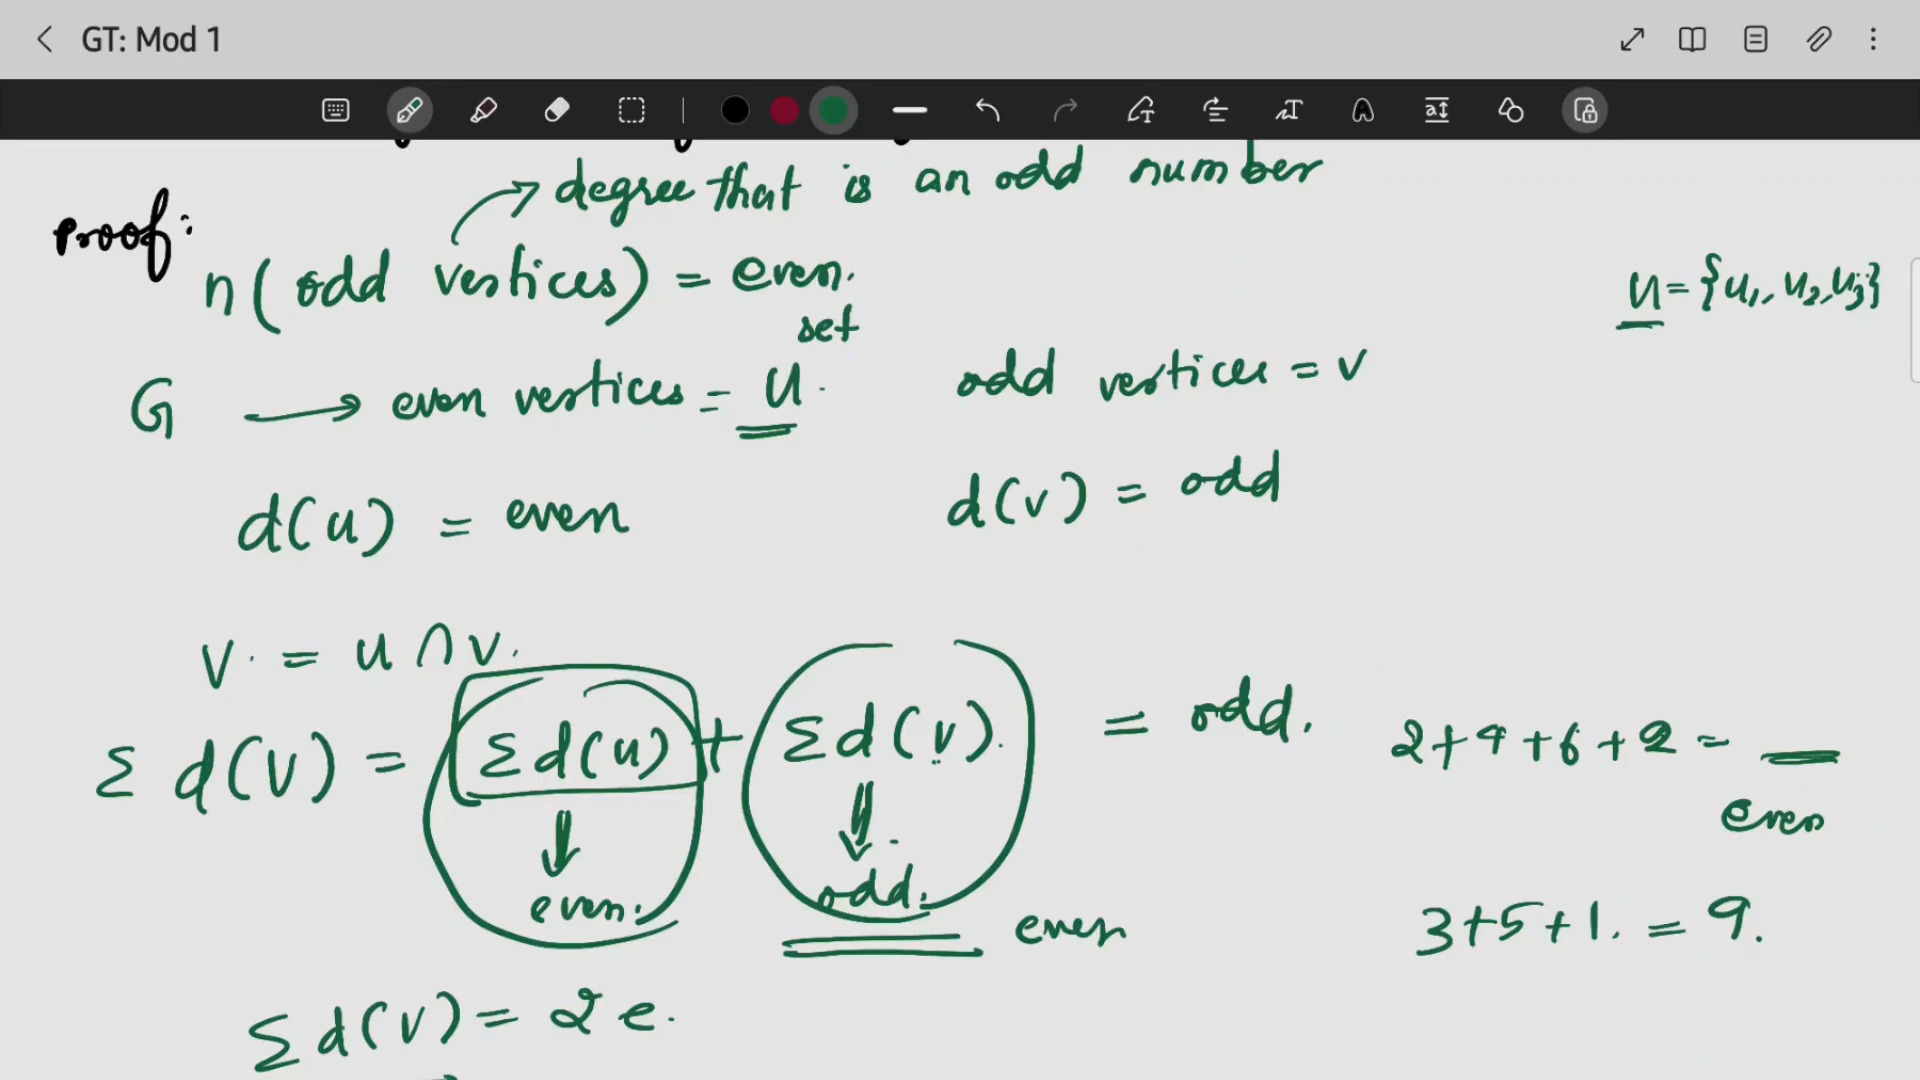 GT: Mod 1
degree that is an odd number
Proof:
n( odd vertices) = even.
set
u = {u1, u2, u3}
G → even vertices = U.
odd vertices = v
d(u) = even
d(v) = odd
V = u ∩ v.
Σ d(V) = Σd(u) + Σd(v). = odd.
2+4+6+2 =
even
even.
odd.
even
3+5+1. = 9.
Σ d(V) = 2e.